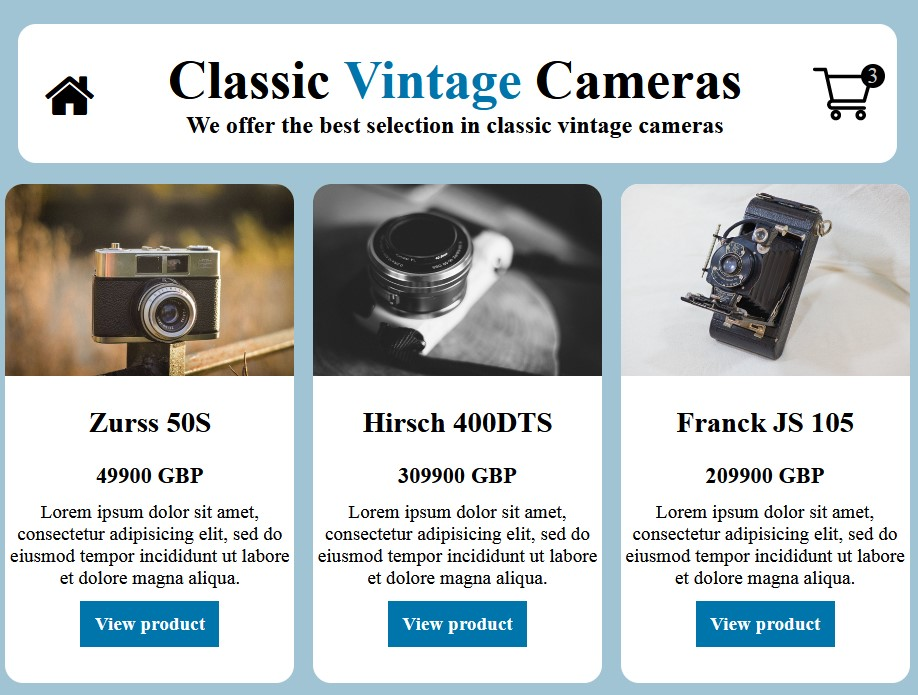 Classic Vintage Cameras
3
We offer the best selection in classic vintage cameras
Zurss 50S
49900 GBP
Lorem ipsum dolor sit amet,
consectetur adipisicing elit, sed do
eiusmod tempor incididunt ut labore
et dolore magna aliqua.
View product
Hirsch 400DTS
309900 GBP
Lorem ipsum dolor sit amet,
consectetur adipisicing elit, sed do
eiusmod tempor incididunt ut labore
et dolore magna aliqua.
View product
Franck JS 105
209900 GBP
Lorem ipsum dolor sit amet,
consectetur adipisicing elit, sed do
eiusmod tempor incididunt ut labore
et dolore magna aliqua.
View product